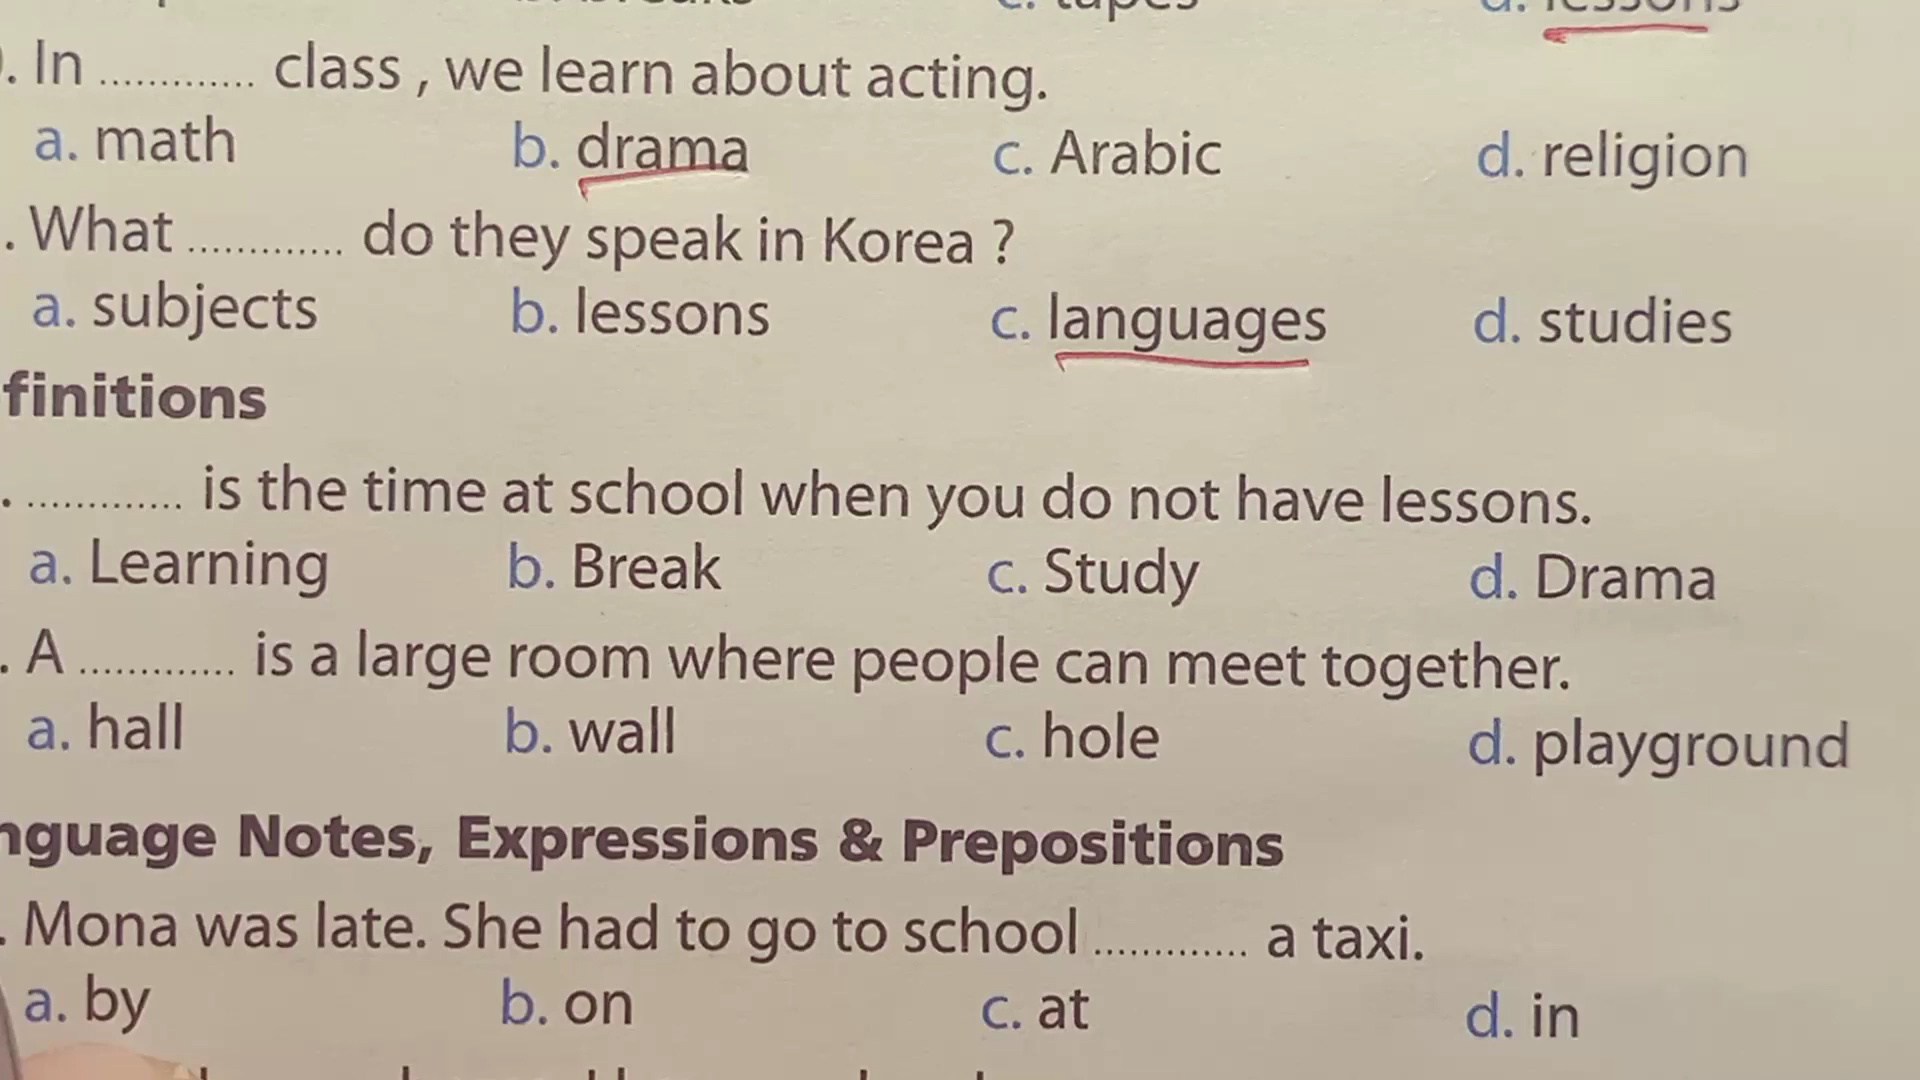 d. lessons
. In ............. class , we learn about acting.
a. math b. drama c. Arabic d. religion
. What ............. do they speak in Korea ?
a. subjects b. lessons c. languages d. studies
finitions
. ............. is the time at school when you do not have lessons.
a. Learning b. Break c. Study d. Drama
. A ............. is a large room where people can meet together.
a. hall b. wall c. hole d. playground
nguage Notes, Expressions & Prepositions
. Mona was late. She had to go to school ............. a taxi.
a. by b. on c. at d. in